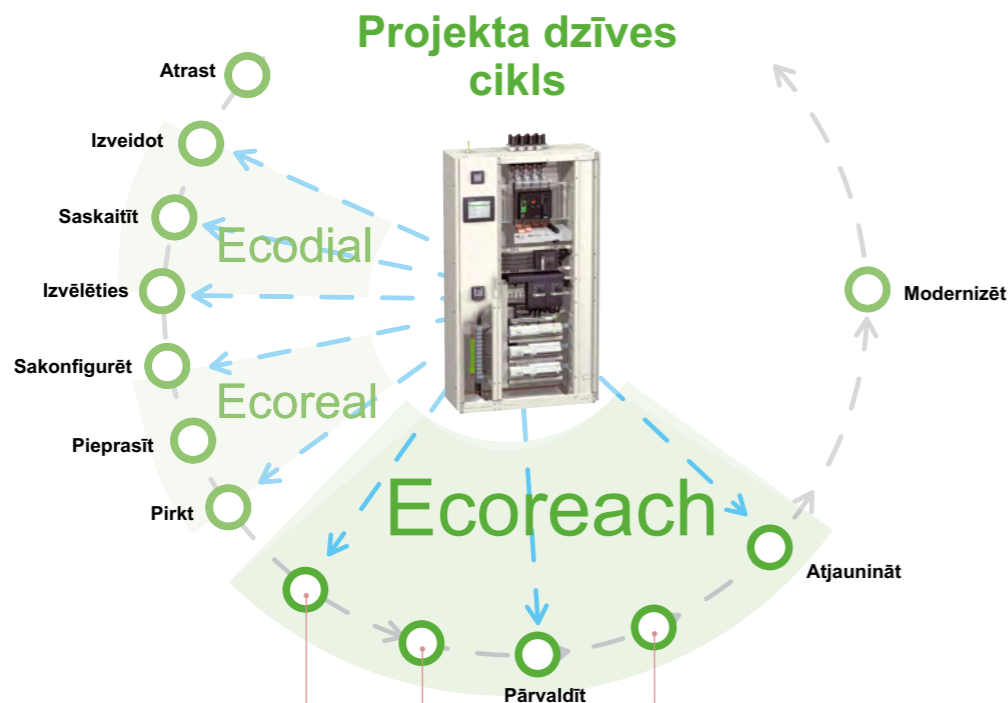 Projekta dzīves
cikls
Atrast
Izveidot
Saskaitīt
Ecodial
Izvēlēties
Modernizēt
Sakonfigurēt
Ecoreal
Pieprasīt
Pirkt
Ecoreach
Atjaunināt
Pārvaldīt